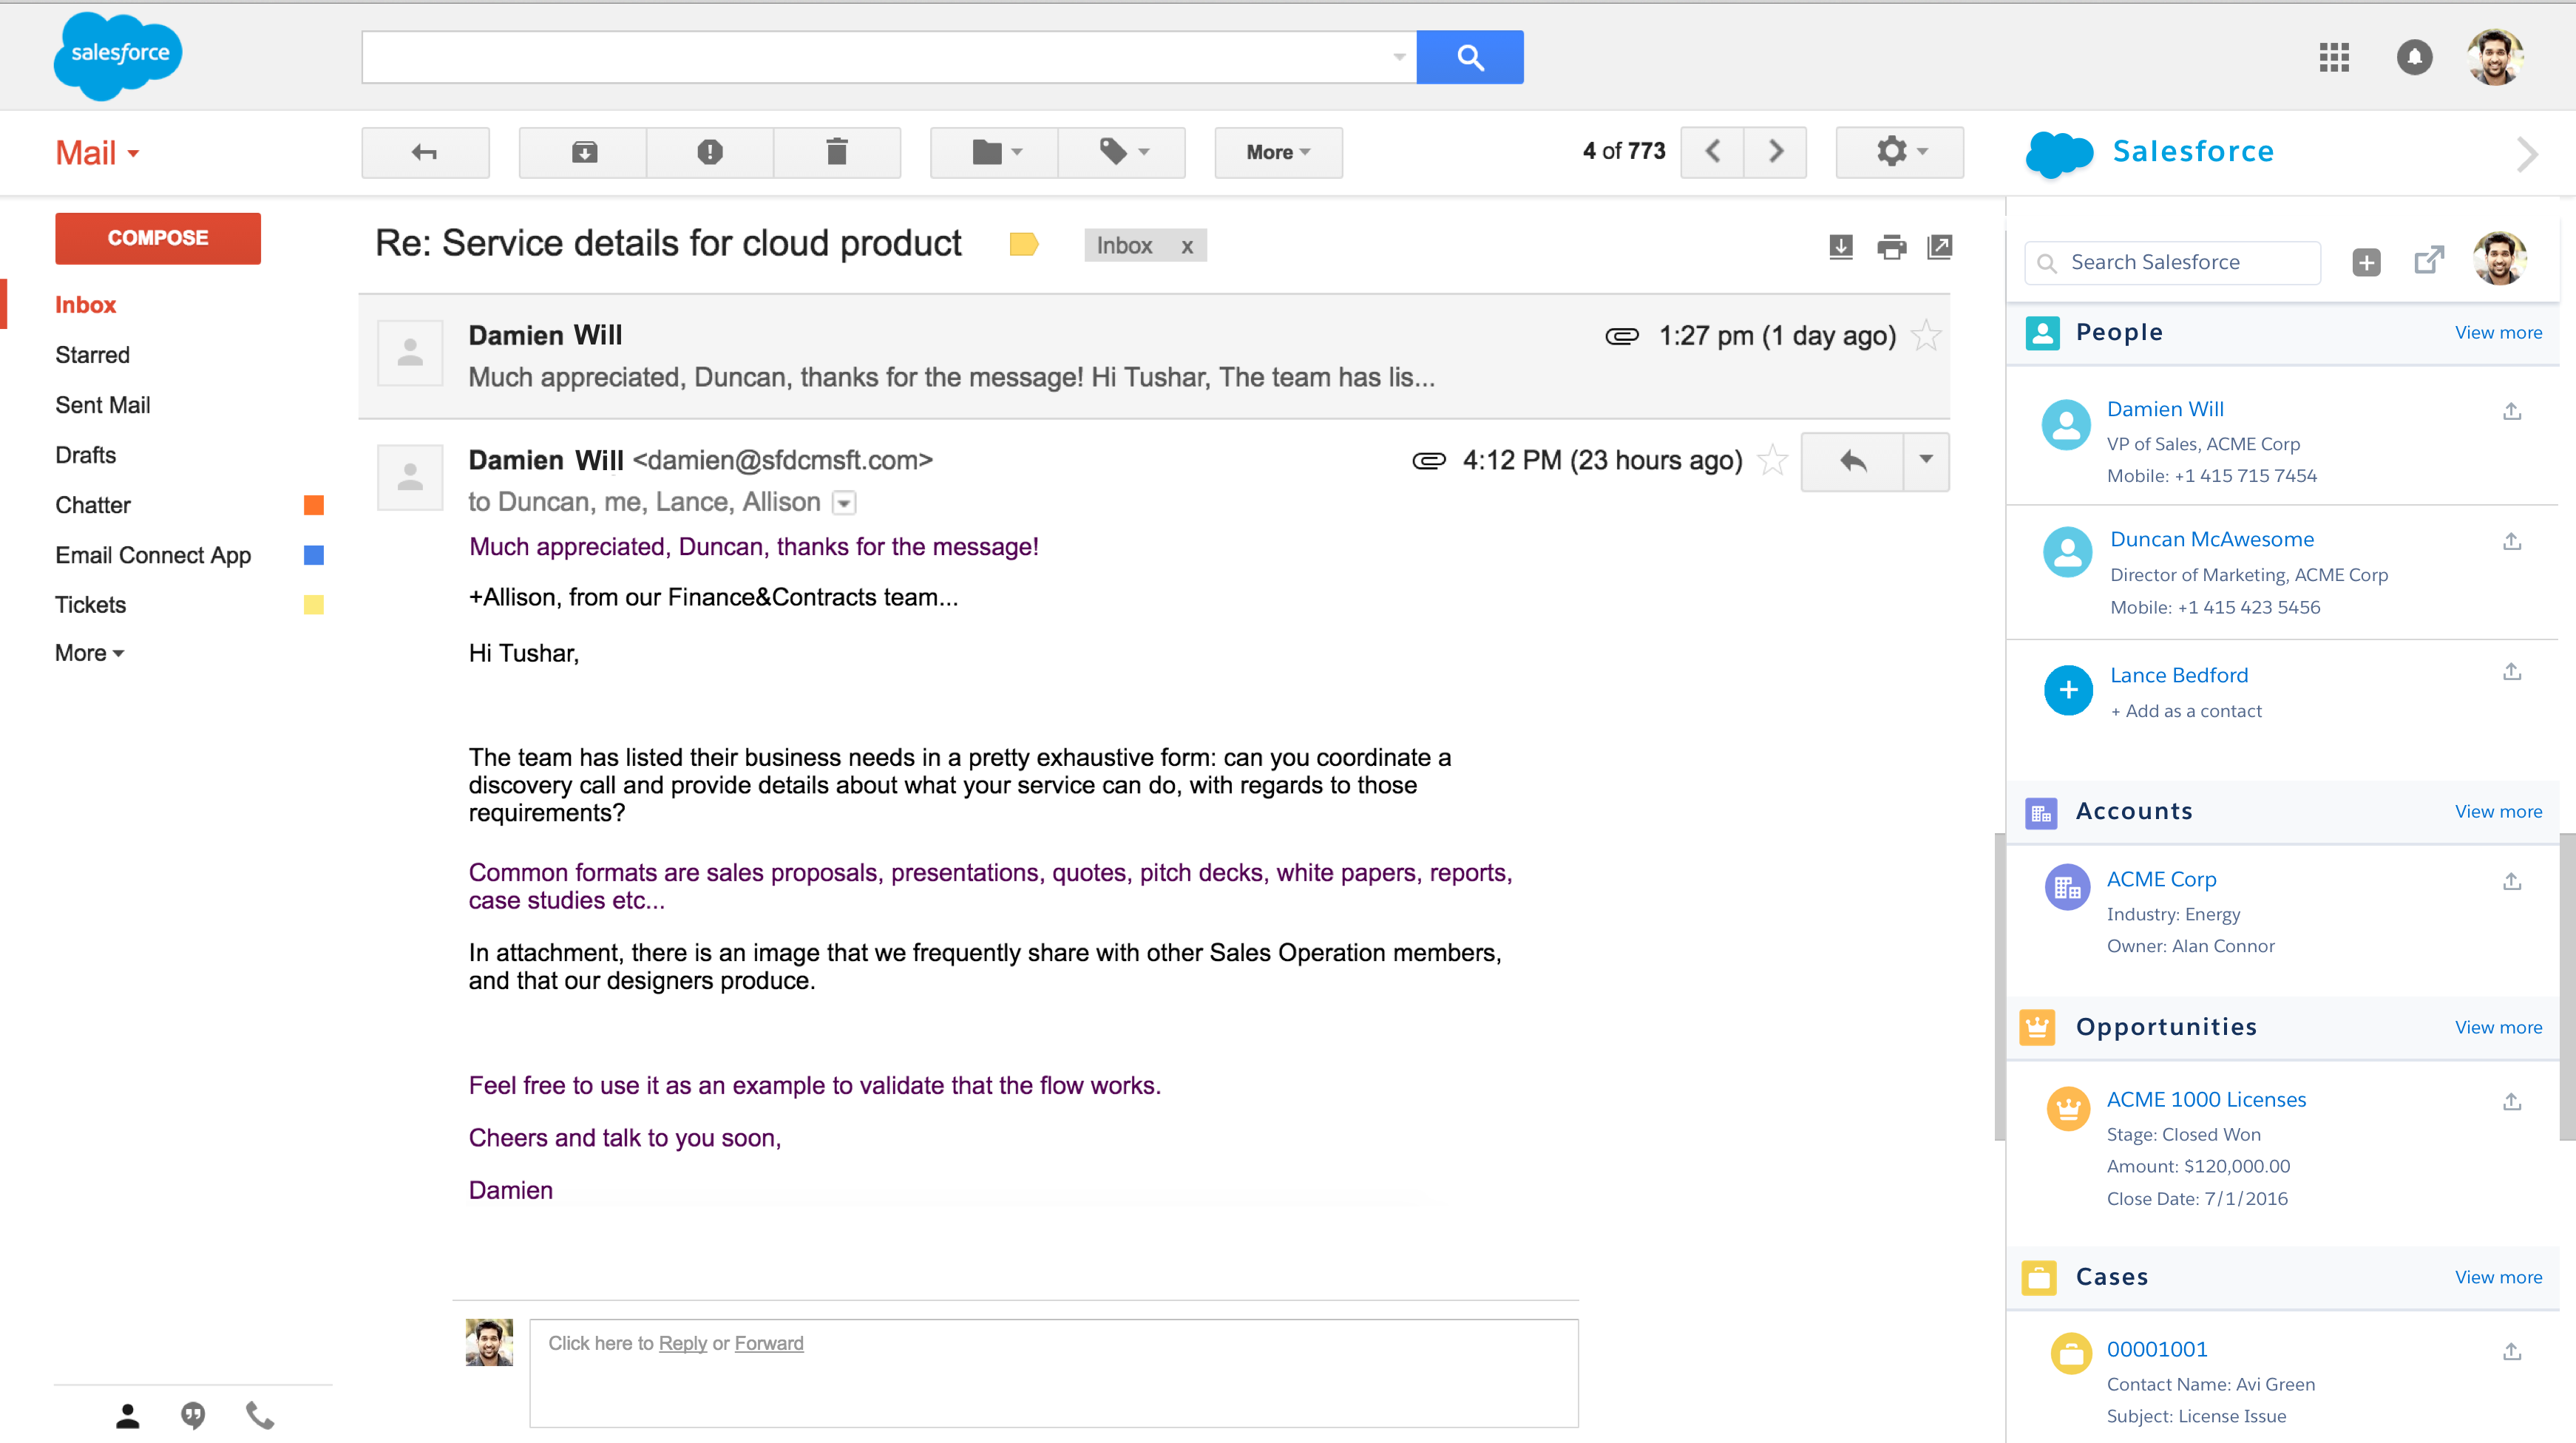 salesforce
Mail
More
4 of 773
Salesforce
COMPOSE
Inbox
Starred
Sent Mail
Drafts
Chatter
Email Connect App
Tickets
More
Re: Service details for cloud product
Inbox x
Damien Will
1:27 pm (1 day ago)
Much appreciated, Duncan, thanks for the message! Hi Tushar, The team has lis...
Damien Will <damien@sfdcmsft.com>
4:12 PM (23 hours ago)
to Duncan, me, Lance, Allison
Much appreciated, Duncan, thanks for the message!
+Allison, from our Finance&Contracts team...
Hi Tushar,
The team has listed their business needs in a pretty exhaustive form: can you coordinate a
discovery call and provide details about what your service can do, with regards to those
requirements?
Common formats are sales proposals, presentations, quotes, pitch decks, white papers, reports,
case studies etc...
In attachment, there is an image that we frequently share with other Sales Operation members,
and that our designers produce.
Feel free to use it as an example to validate that the flow works.
Cheers and talk to you soon,
Damien
Click here to Reply or Forward
Search Salesforce
People
View more
Damien Will
VP of Sales, ACME Corp
Mobile: +1 415 715 7454
Duncan McAwesome
Director of Marketing, ACME Corp
Mobile: +1 415 423 5456
Lance Bedford
+ Add as a contact
Accounts
View more
ACME Corp
Industry: Energy
Owner: Alan Connor
Opportunities
View more
ACME 1000 Licenses
Stage: Closed Won
Amount: $120,000.00
Close Date: 7/1/2016
Cases
View more
00001001
Contact Name: Avi Green
Subject: License Issue